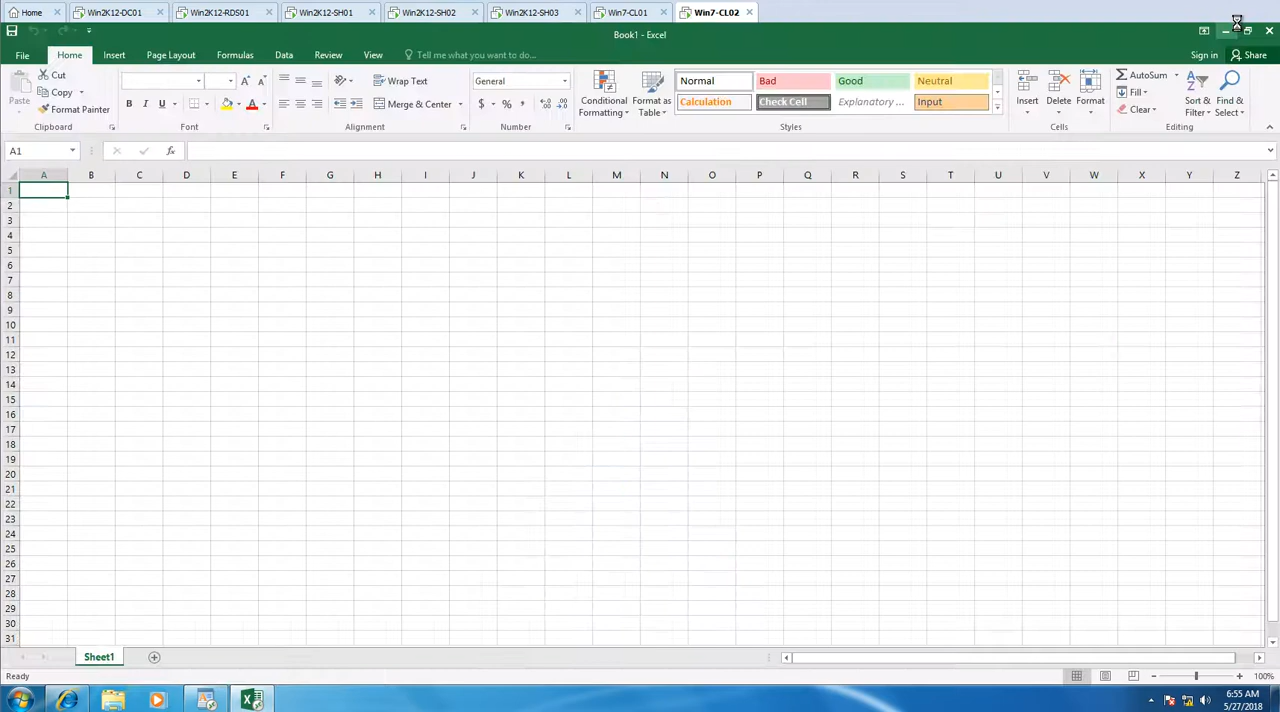 Home Win2K12-DC01 Win2K12-RDS01 Win2K12-SH01 Win2K12-SH02 Win2K12-SH03 Win7-CL01 Win7-CL02
Book1 - Excel
File Home Insert Page Layout Formulas Data Review View Tell me what you want to do... Sign in Share
Cut Wrap Text General Normal Bad Good Neutral AutoSum
Paste Copy Format Painter B I U A Merge & Center $ % , Conditional Formatting Format as Table Calculation Check Cell Explanatory ... Input Insert Delete Format Fill Clear Sort & Filter Find & Select
Clipboard Font Alignment Number Styles Cells Editing
A1 fx
A B C D E F G H I J K L M N O P Q R S T U V W X Y Z
1
2
3
4
5
6
7
8
9
10
11
12
13
14
15
16
17
18
19
20
21
22
23
24
25
26
27
28
29
30
31
Sheet1
Ready 100%
6:55 AM
5/27/2018